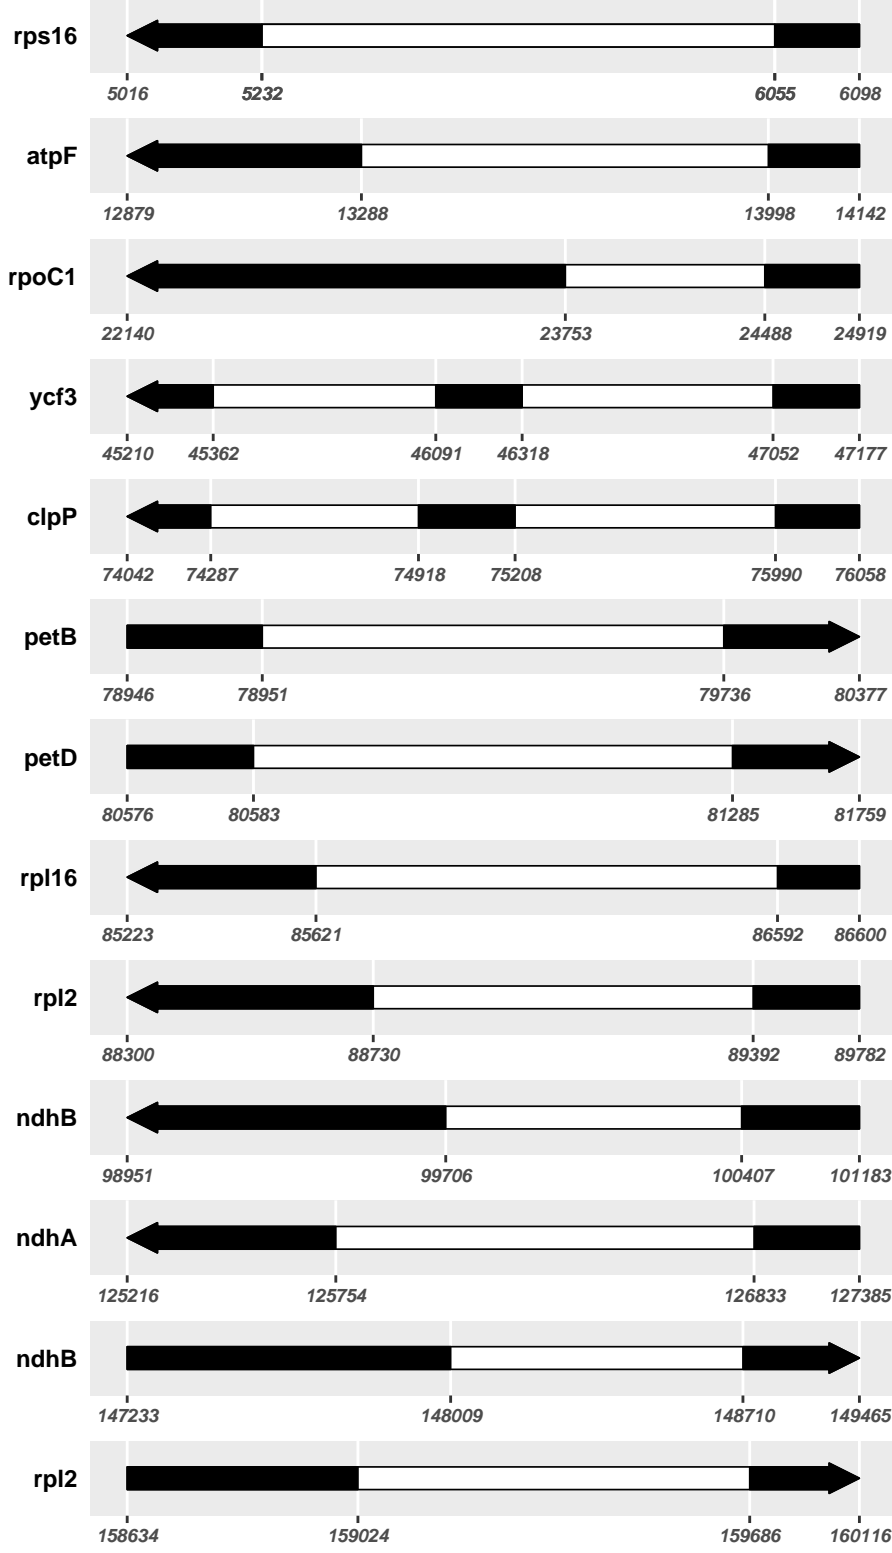 rps16
5016 5232 6055 6098
atpF
12879 13288 13998 14142
rpoC1
22140 23753 24488 24919
ycf3
45210 45362 46091 46318 47052 47177
clpP
74042 74287 74918 75208 75990 76058
petB
78946 78951 79736 80377
petD
80576 80583 81285 81759
rpl16
85223 85621 86592 86600
rpl2
88300 88730 89392 89782
ndhB
98951 99706 100407 101183
ndhA
125216 125754 126833 127385
ndhB
147233 148009 148710 149465
rpl2
158634 159024 159686 160116